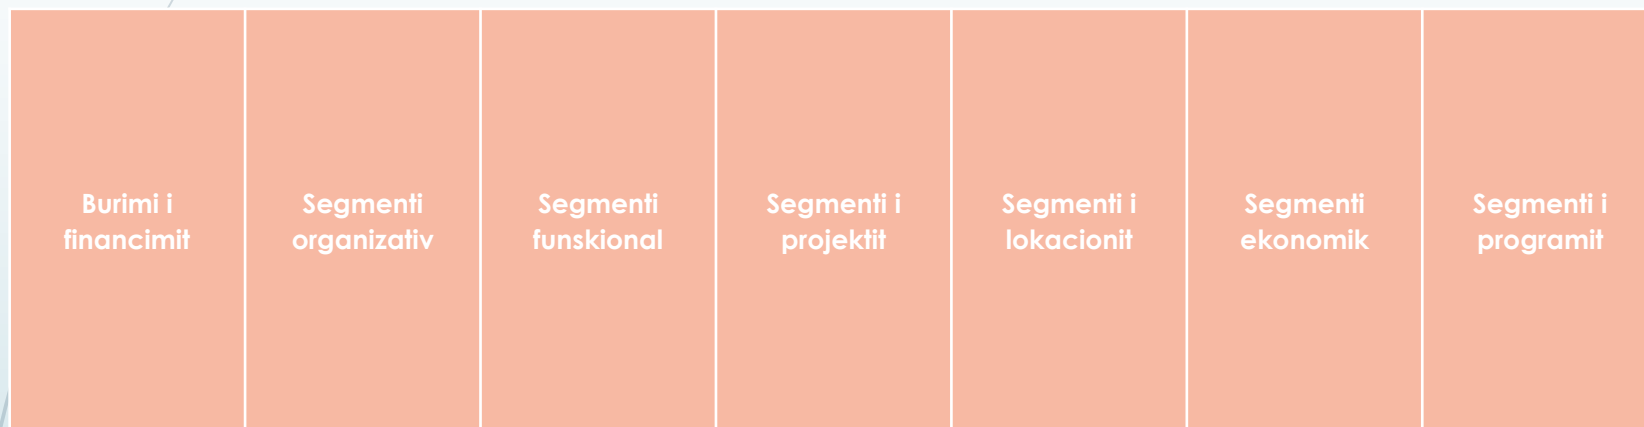 Burimi i
financimit
Segmenti
organizativ
Segmenti
funskional
Segmenti i
projektit
Segmenti i
lokacionit
Segmenti
ekonomik
Segmenti i
programit